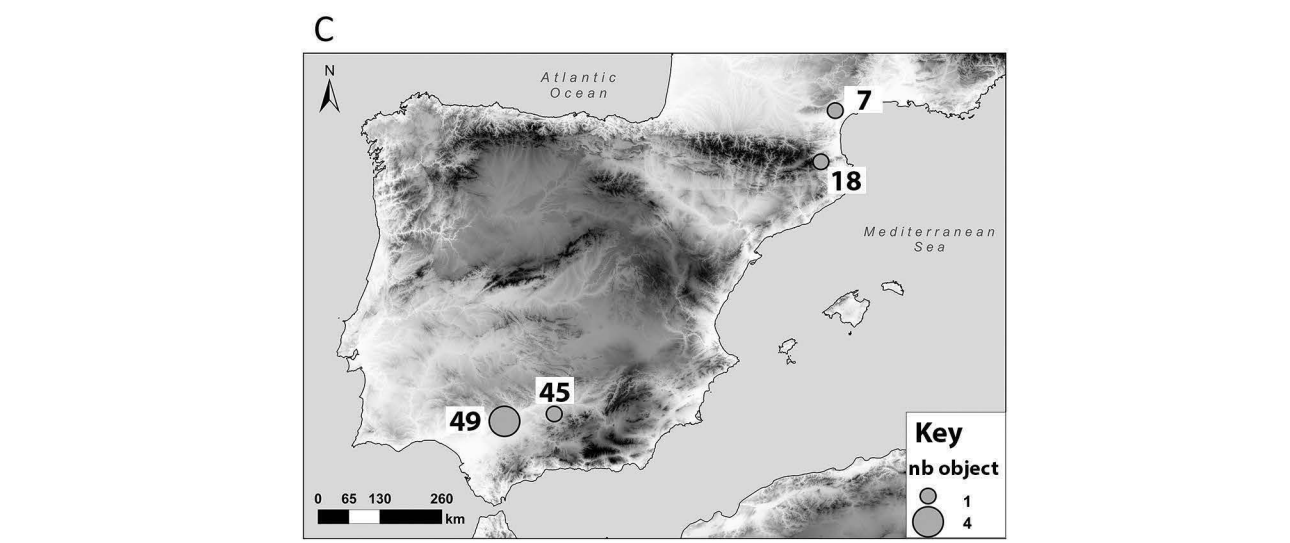 C
N
Atlantic
Ocean
7
18
Mediterranean
Sea
45
49
Key
nb object
1
4
0 65 130 260
km